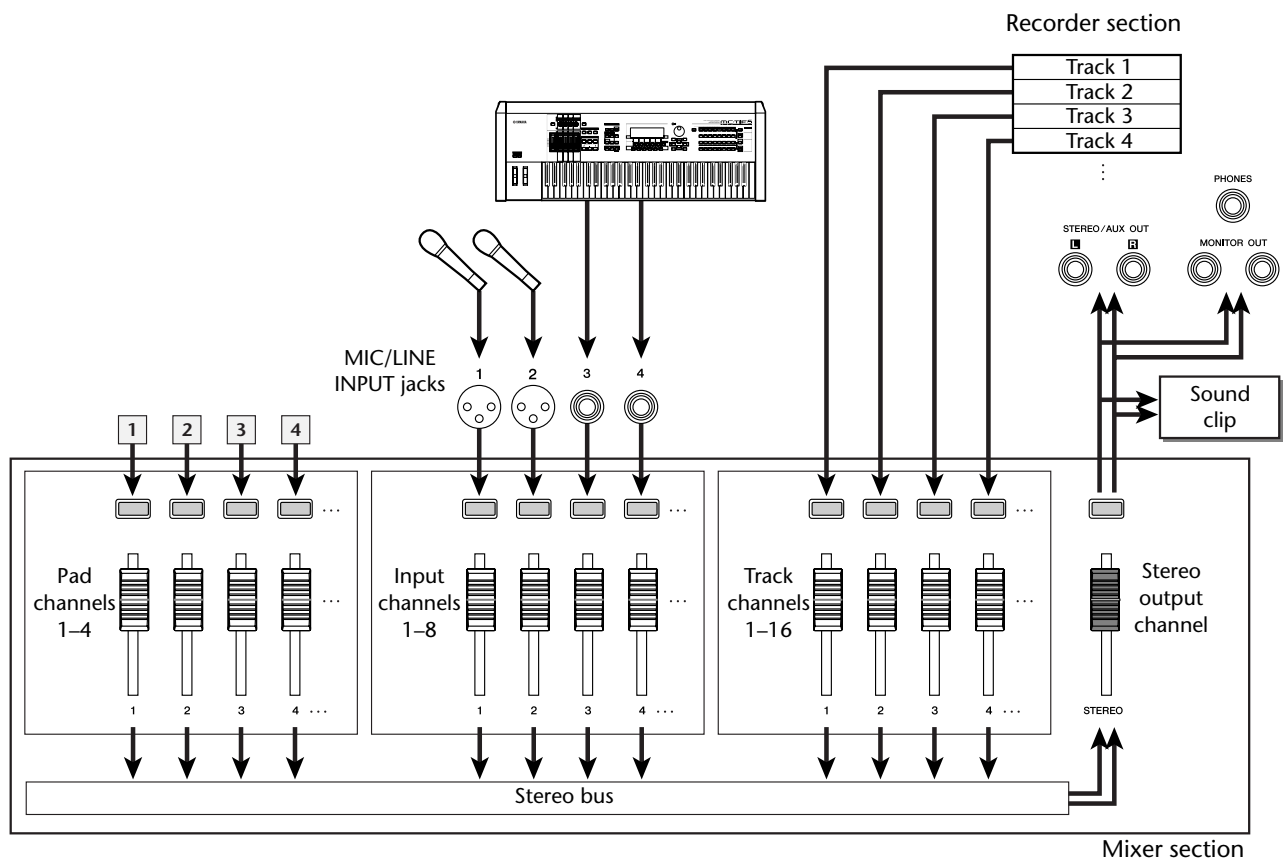 Recorder section
Track 1
Track 2
Track 3
Track 4
PHONES
STEREO/AUX OUT
L R
MONITOR OUT
MIC/LINE
INPUT jacks
1 2 3 4
Sound
clip
1 2 3 4
Pad
channels
1–4
1 2 3 4 ...
Input
channels
1–8
1 2 3 4 ...
Track
channels
1–16
1 2 3 4 ...
Stereo
output
channel
STEREO
Stereo bus
Mixer section